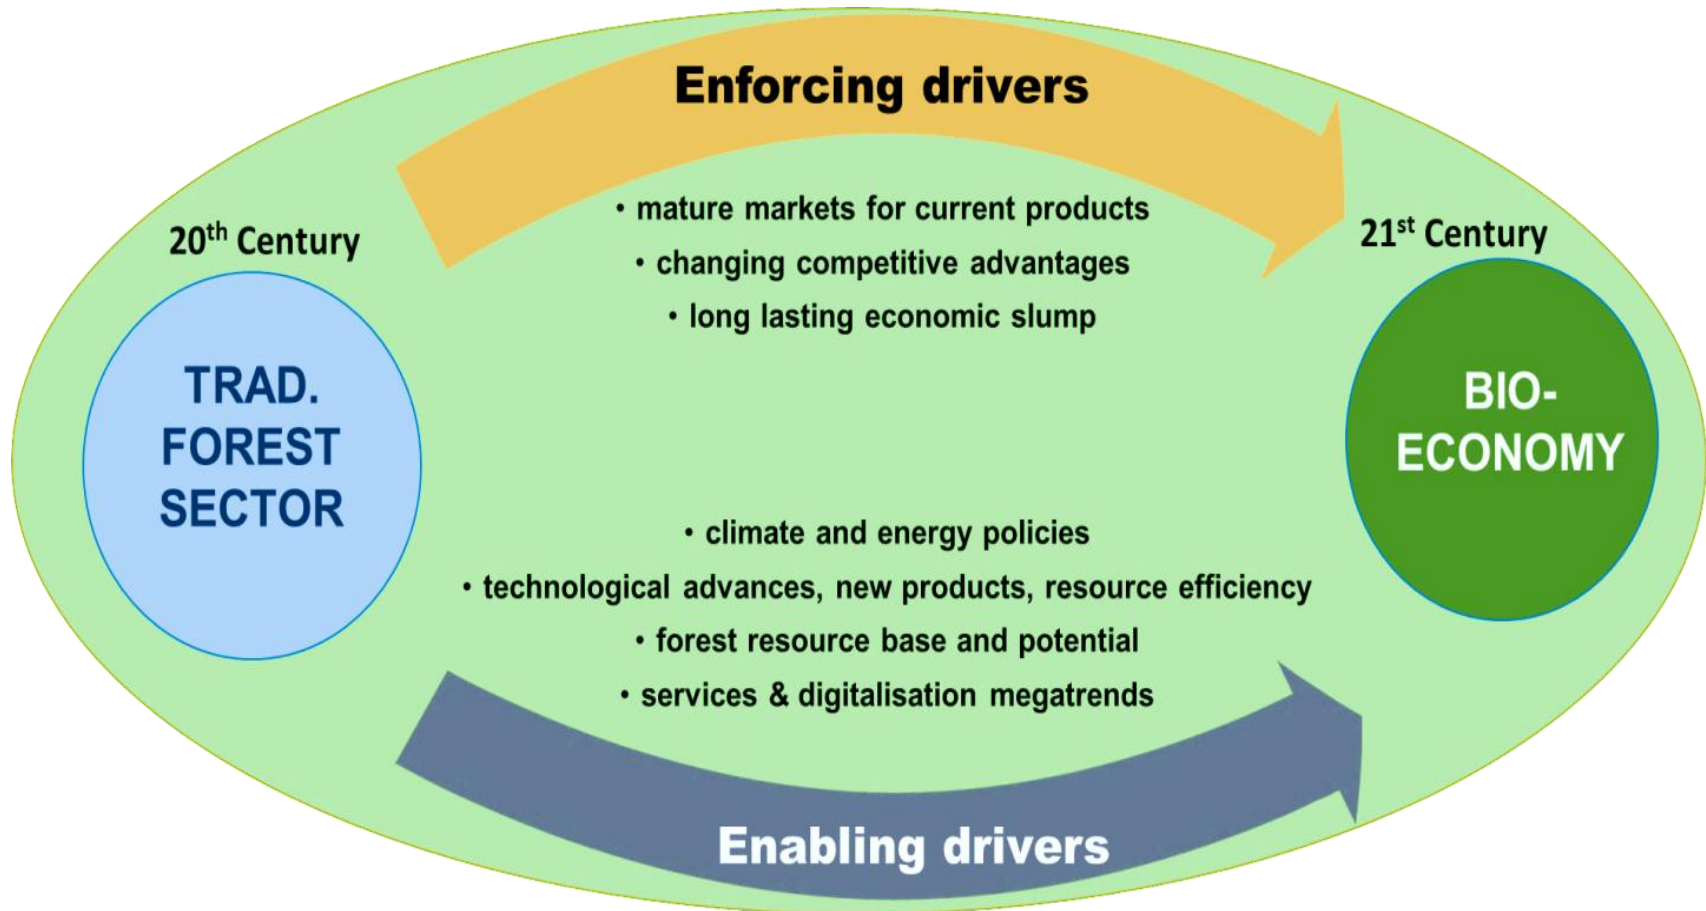 Enforcing drivers
• mature markets for current products
• changing competitive advantages
• long lasting economic slump
20th Century
TRAD.
FOREST
SECTOR
21st Century
BIO-
ECONOMY
• climate and energy policies
• technological advances, new products, resource efficiency
• forest resource base and potential
• services & digitalisation megatrends
Enabling drivers